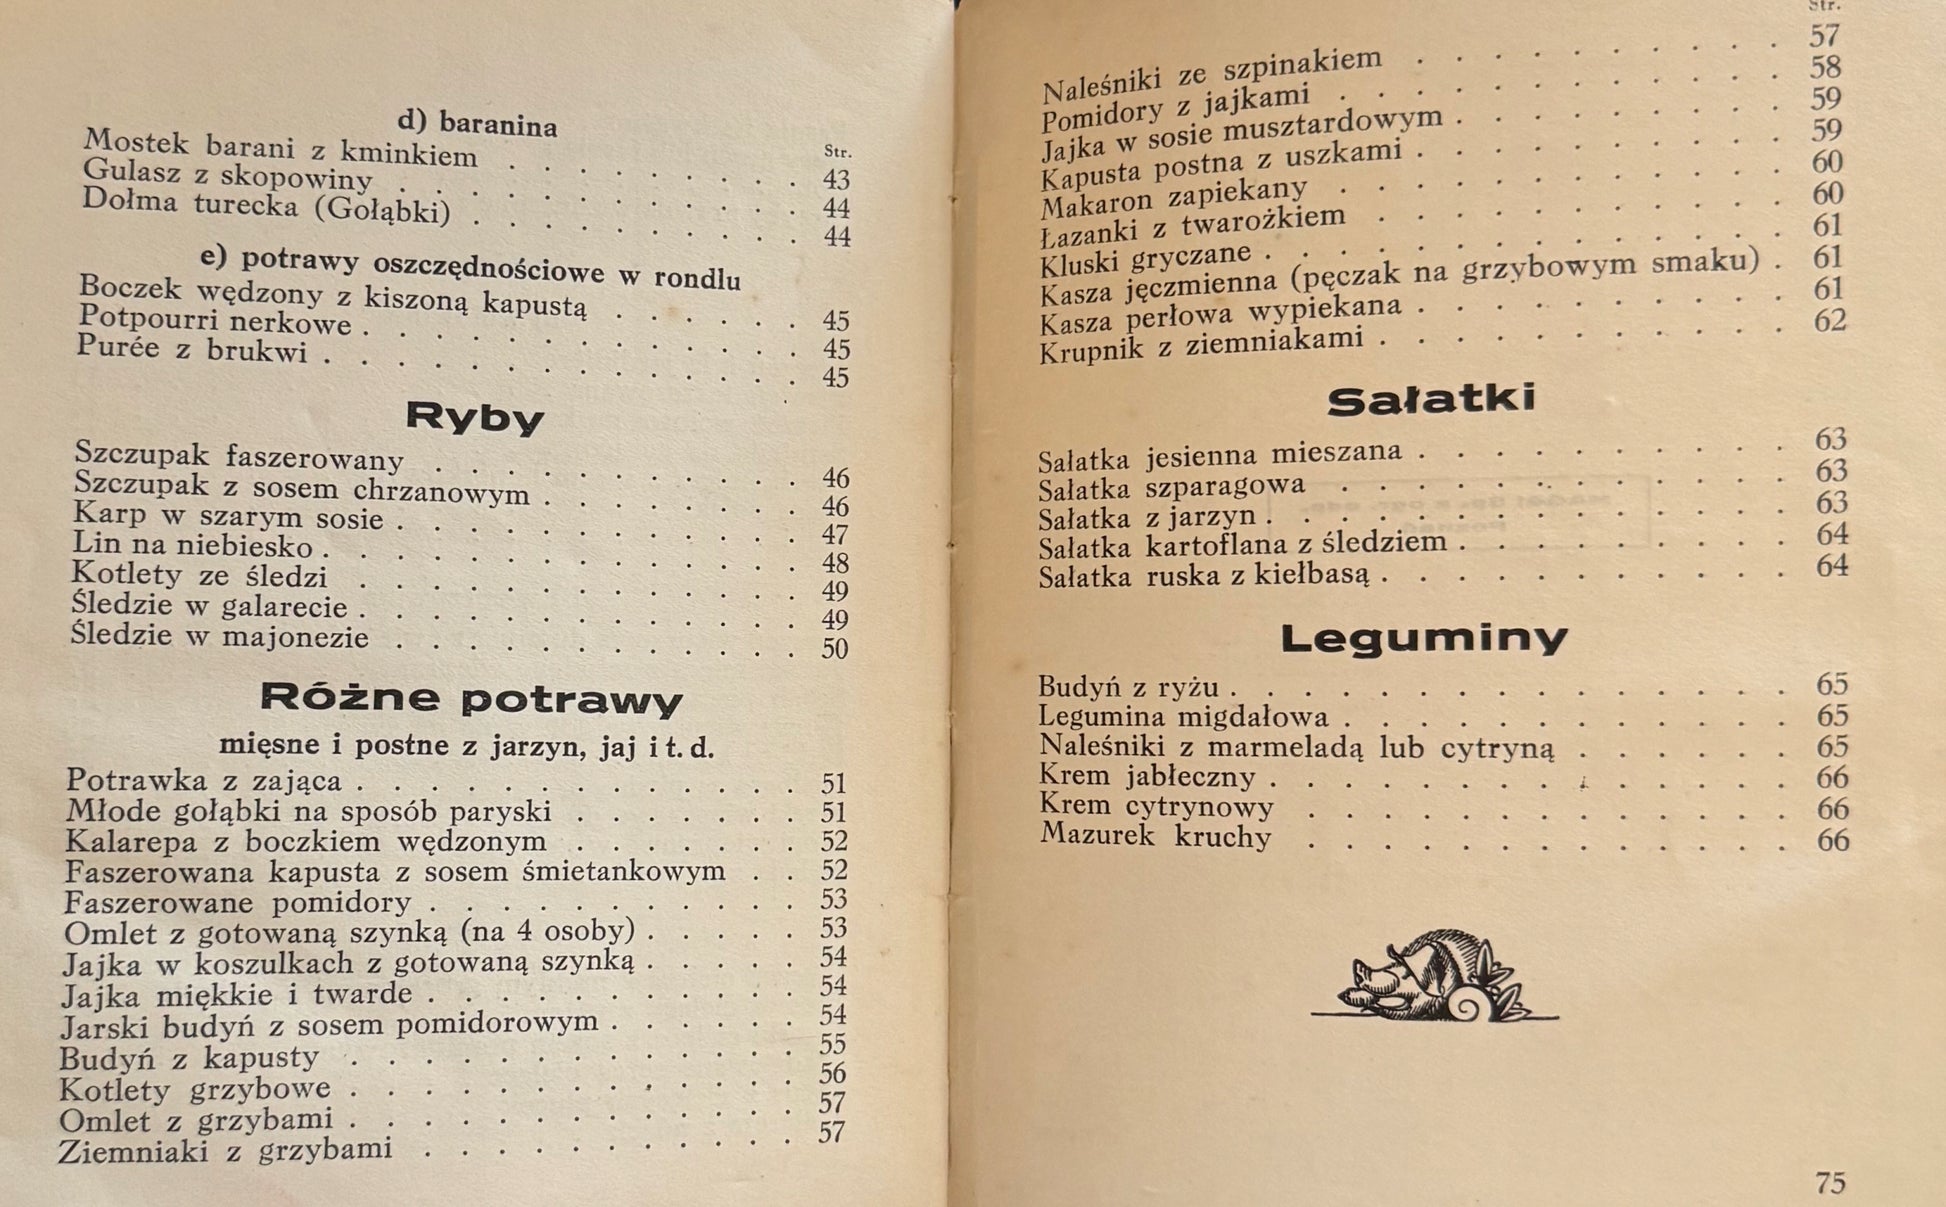 d) baranina
Str.
Mostek barani z kminkiem . . . . . . . . 43
Gulasz z skopowiny . . . . . . . . . . . 44
Dołma turecka (Gołąbki) . . . . . . . . . 44
e) potrawy oszczędnościowe w rondlu
Boczek wędzony z kiszoną kapustą . . . . . . 45
Potpourri nerkowe . . . . . . . . . . . . 45
Purée z brukwi . . . . . . . . . . . . . 45
Ryby
Szczupak faszerowany . . . . . . . . . . 46
Szczupak z sosem chrzanowym . . . . . . . 46
Karp w szarym sosie . . . . . . . . . . . 47
Lin na niebiesko . . . . . . . . . . . . . 48
Kotlety ze śledzi . . . . . . . . . . . . 49
Śledzie w galarecie . . . . . . . . . . . . 49
Śledzie w majonezie . . . . . . . . . . . 50
Różne potrawy
mięsne i postne z jarzyn, jaj i t. d.
Potrawka z zająca . . . . . . . . . . . . 51
Młode gołąbki na sposób paryski . . . . . . . 51
Kalarepa z boczkiem wędzonym . . . . . . . 52
Faszerowana kapusta z sosem śmietankowym . . 52
Faszerowane pomidory . . . . . . . . . . 53
Omlet z gotowaną szynką (na 4 osoby) . . . . . 53
Jajka w koszulkach z gotowaną szynką . . . . . 54
Jajka miękkie i twarde . . . . . . . . . . 54
Jarski budyń z sosem pomidorowym . . . . . . 54
Budyń z kapusty . . . . . . . . . . . . 55
Kotlety grzybowe . . . . . . . . . . . . 56
Omlet z grzybami . . . . . . . . . . . . 57
Ziemniaki z grzybami . . . . . . . . . . 57
Str.
Naleśniki ze szpinakiem . . . . . . . . . . 57
Pomidory z jajkami . . . . . . . . . . . . 58
Jajka w sosie musztardowym . . . . . . . . . 59
Kapusta postna z uszkami . . . . . . . . . . 59
Makaron zapiekany . . . . . . . . . . . . 60
Łazanki z twarożkiem . . . . . . . . . . . 60
Kluski gryczane . . . . . . . . . . . . . . 61
Kasza jęczmienna (pęczak na grzybowym smaku) . 61
Kasza perłowa wypiekana . . . . . . . . . . 61
Krupnik z ziemniakami . . . . . . . . . . . 62
Sałatki
Sałatka jesienna mieszana . . . . . . . . . . 63
Sałatka szparagowa . . . . . . . . . . . . 63
Sałatka z jarzyn . . . . . . . . . . . . . . 63
Sałatka kartoflana z śledziem . . . . . . . . . 64
Sałatka ruska z kiełbasą . . . . . . . . . . . 64
Leguminy
Budyń z ryżu . . . . . . . . . . . . . . . 65
Legumina migdałowa . . . . . . . . . . . . 65
Naleśniki z marmeladą lub cytryną . . . . . . 65
Krem jabłeczny . . . . . . . . . . . . . . 66
Krem cytrynowy . . . . . . . . . . . . . 66
Mazurek kruchy . . . . . . . . . . . . . 66
75